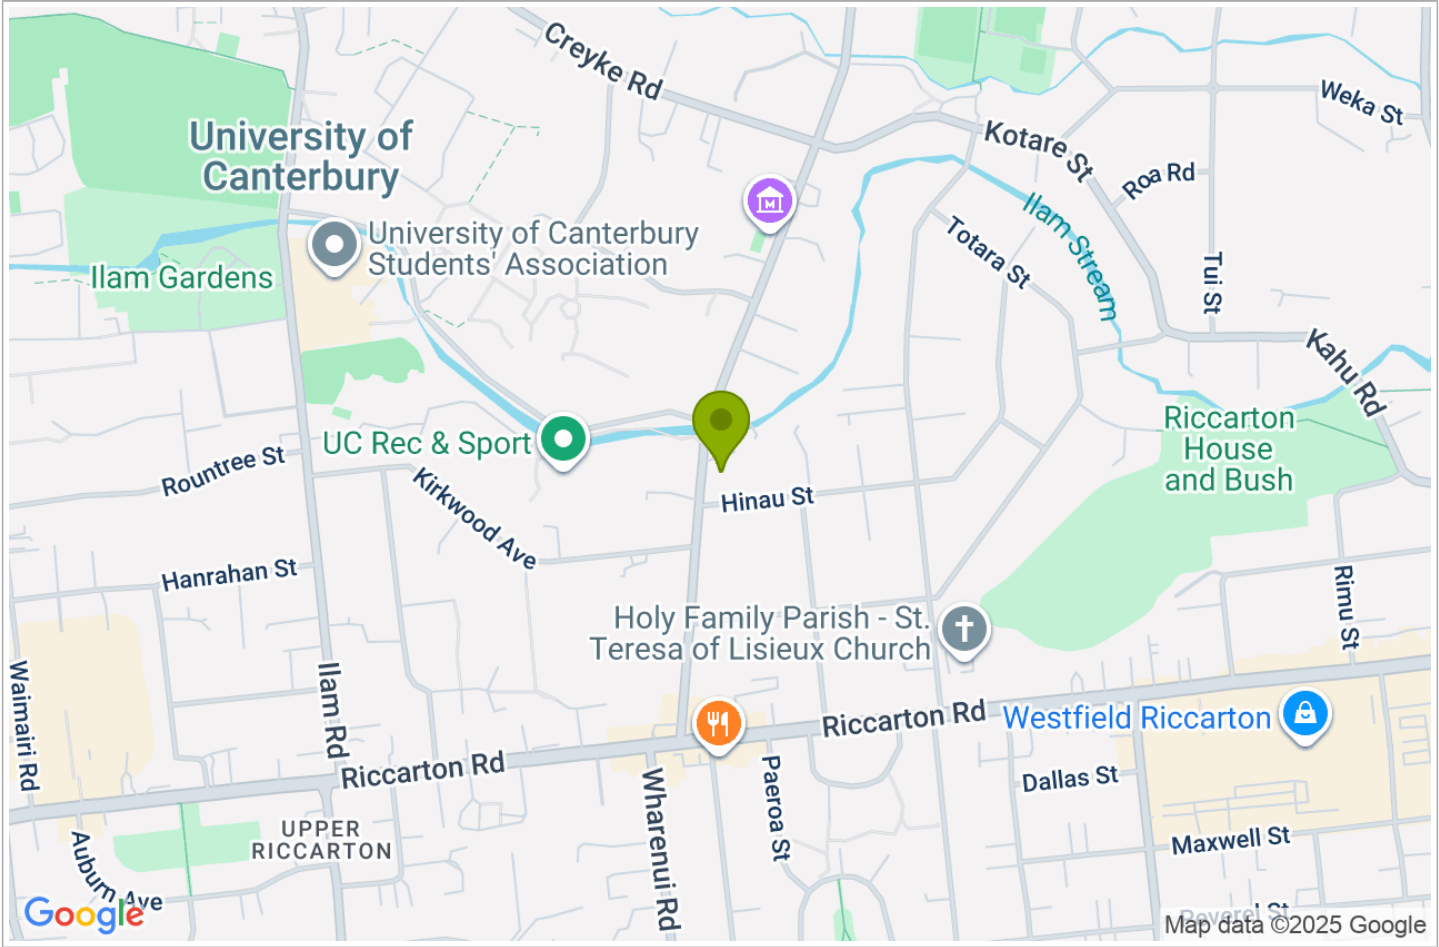 Creyke Rd
Weka St
University of
Canterbury
Kotare St
Roa Rd
University of Canterbury
Students' Association
Ilam Gardens
Totara St
Ilam Stream
Tui St
Kahu Rd
Riccarton
House
and Bush
UC Rec & Sport
Rountree St
Kirkwood Ave
Hinau St
Hanrahan St
Rimu St
Holy Family Parish - St.
Teresa of Lisieux Church
Waimairi Rd
Ilam Rd
Riccarton Rd
Westfield Riccarton
Riccarton Rd
Wharenui Rd
Paeroa St
Dallas St
UPPER
RICCARTON
Maxwell St
Auburn Ave
Google
Peverel St
Map data ©2025 Google